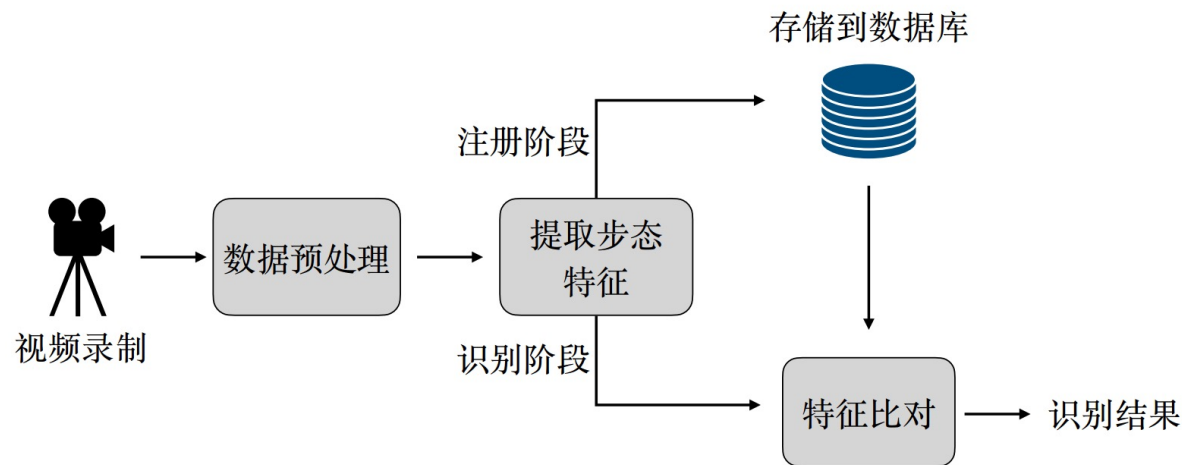 存储到数据库
注册阶段
数据预处理
提取步态
特征
视频录制
识别阶段
特征比对
识别结果